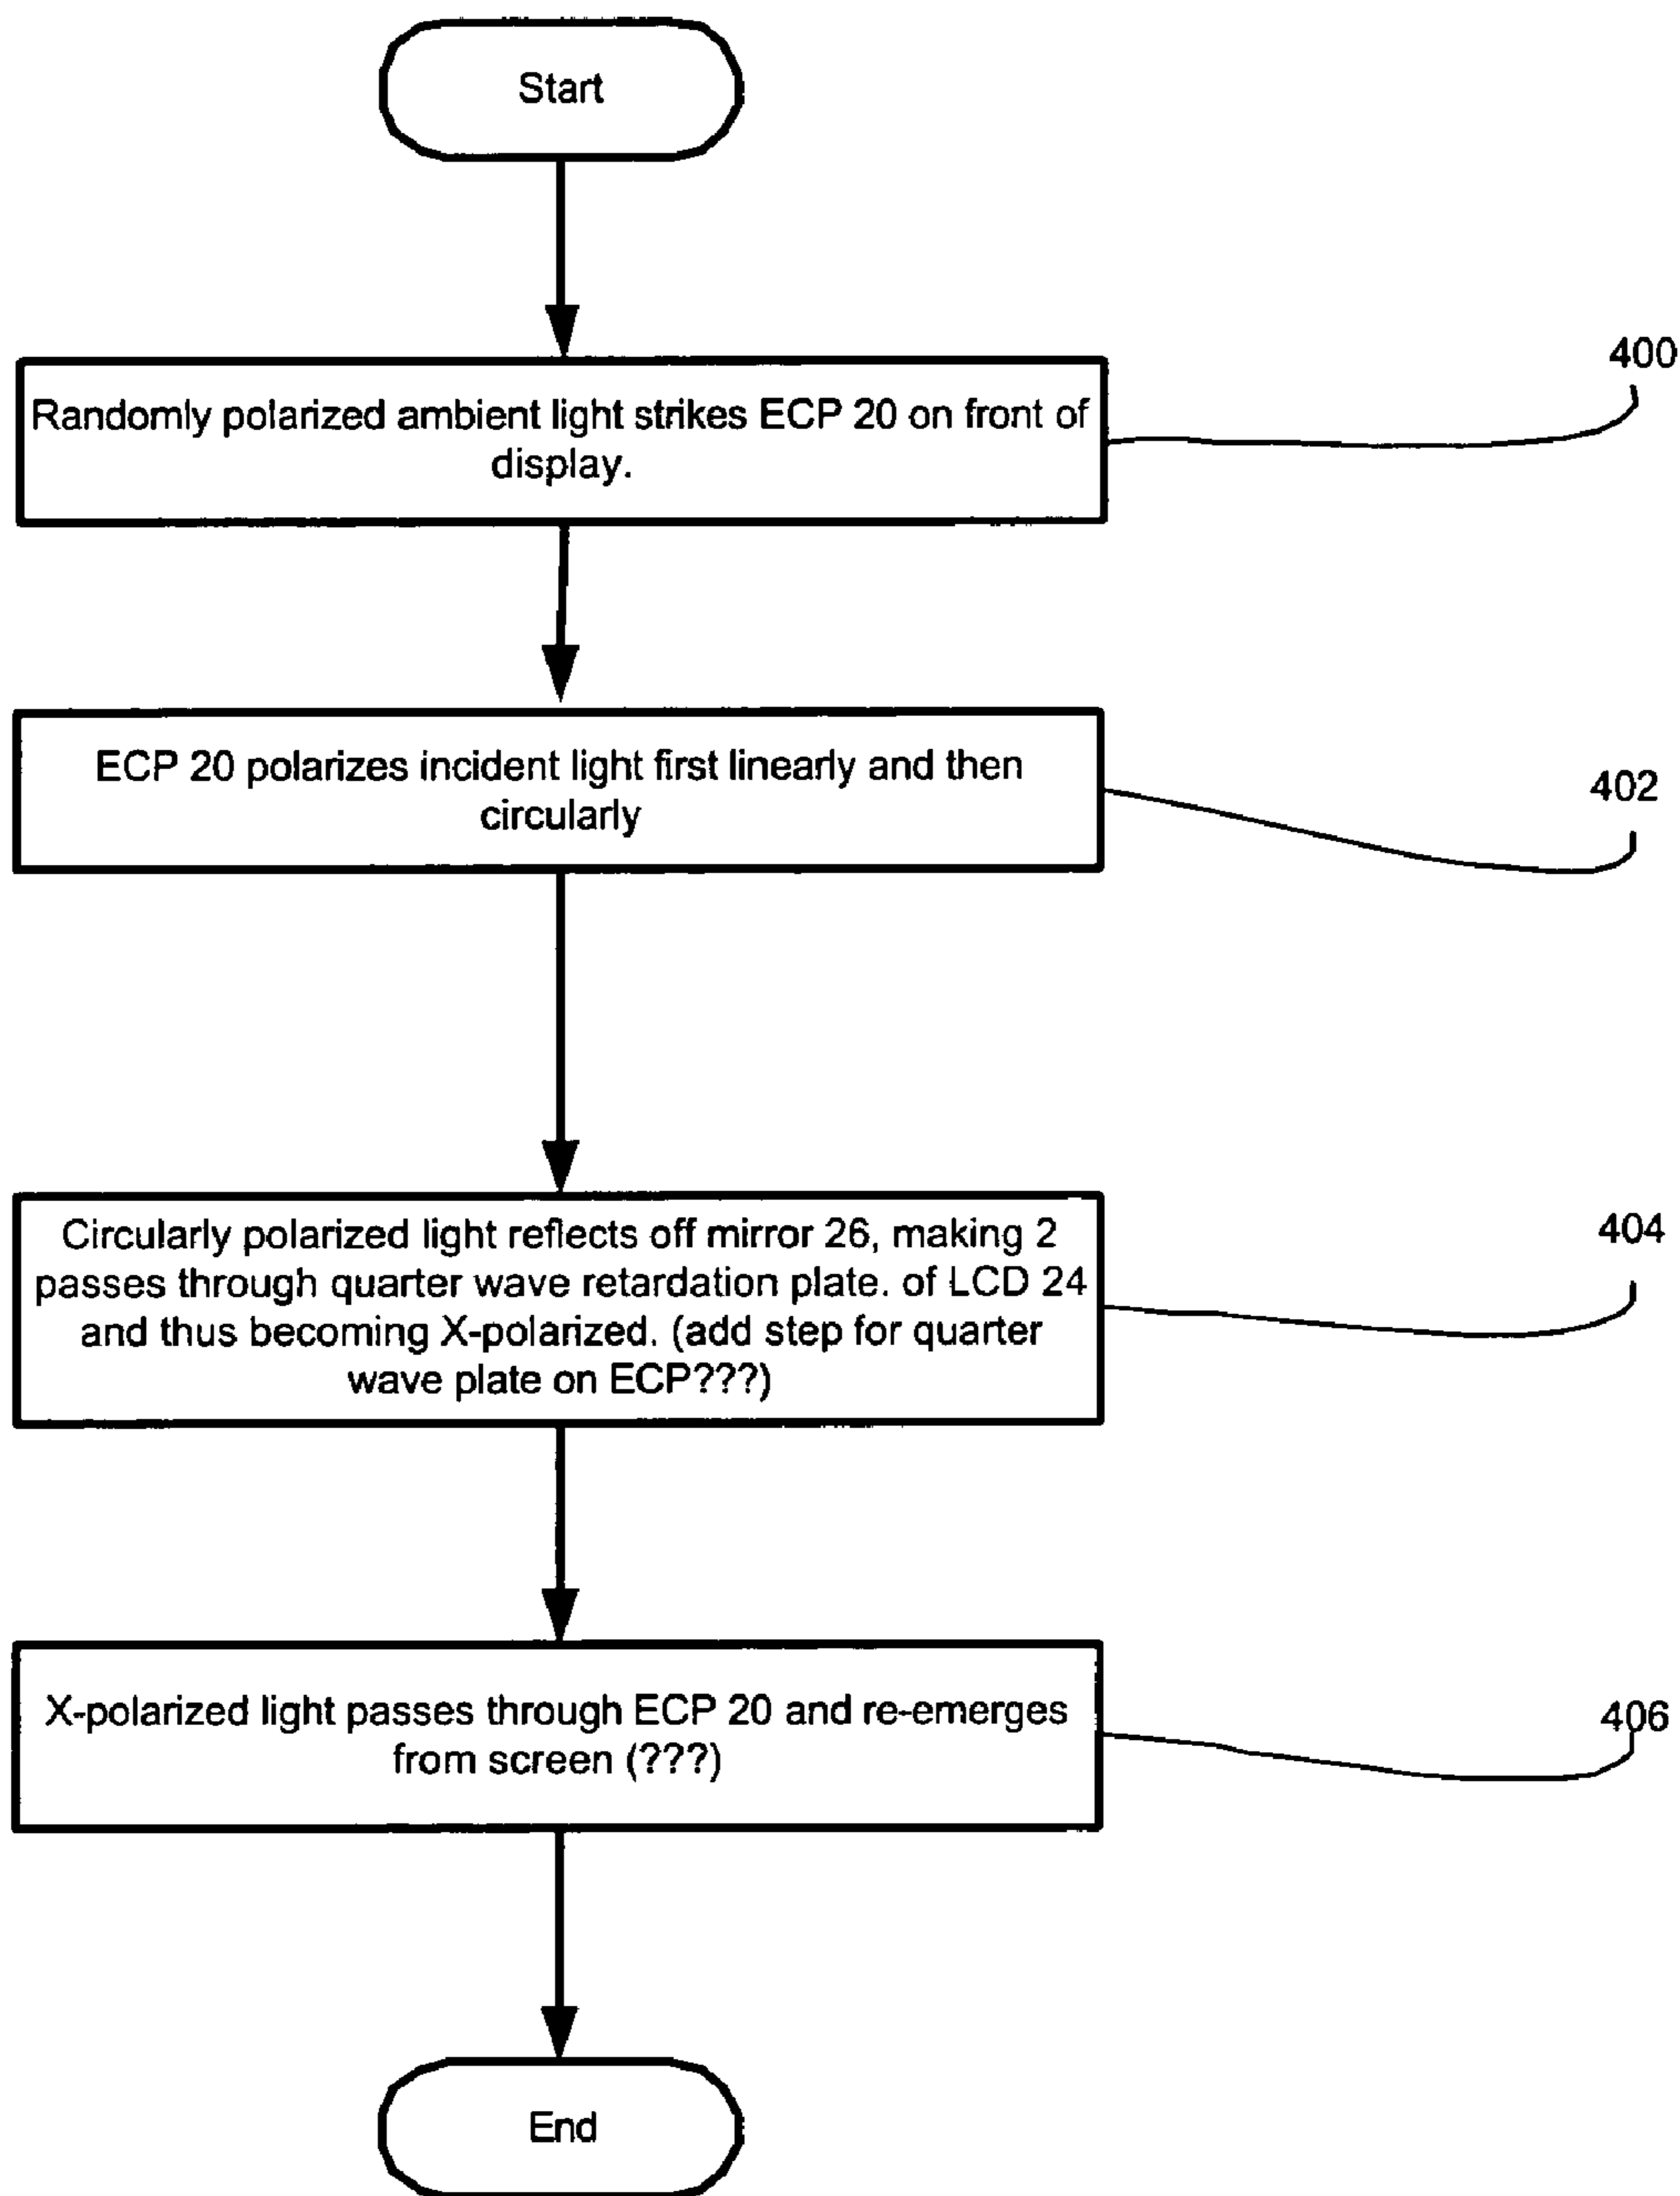 Start
400
Randomly polarized ambient light strikes ECP 20 on front of
display.
402
ECP 20 polarizes incident light first linearly and then
circularly
404
Circularly polarized light reflects off mirror 26, making 2
passes through quarter wave retardation plate. of LCD 24
and thus becoming X-polarized. (add step for quarter
wave plate on ECP???)
406
X-polarized light passes through ECP 20 and re-emerges
from screen (???)
End